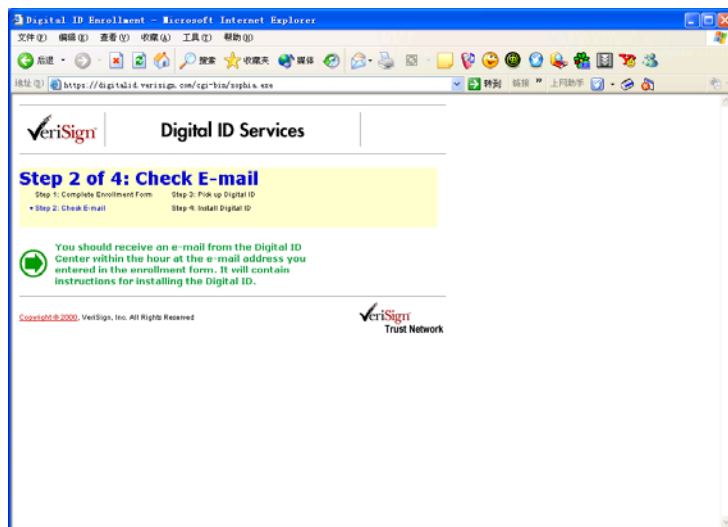 Digital ID Enrollment - Microsoft Internet Explorer
文件(F) 编辑(E) 查看(V) 收藏(A) 工具(T) 帮助(H)
后退 搜索 收藏夹 媒体
地址(D) https://digitalid.verisign.com/cgi-bin/sophia.exe 转到 链接 » 上网助手
VeriSign Digital ID Services
Step 2 of 4: Check E-mail
Step 1: Complete Enrollment Form Step 3: Pick up Digital ID
• Step 2: Check E-mail Step 4: Install Digital ID
You should receive an e-mail from the Digital ID
Center within the hour at the e-mail address you
entered in the enrollment form. It will contain
instructions for installing the Digital ID.
Copyright © 2000, VeriSign, Inc. All Rights Reserved
VeriSign
Trust Network